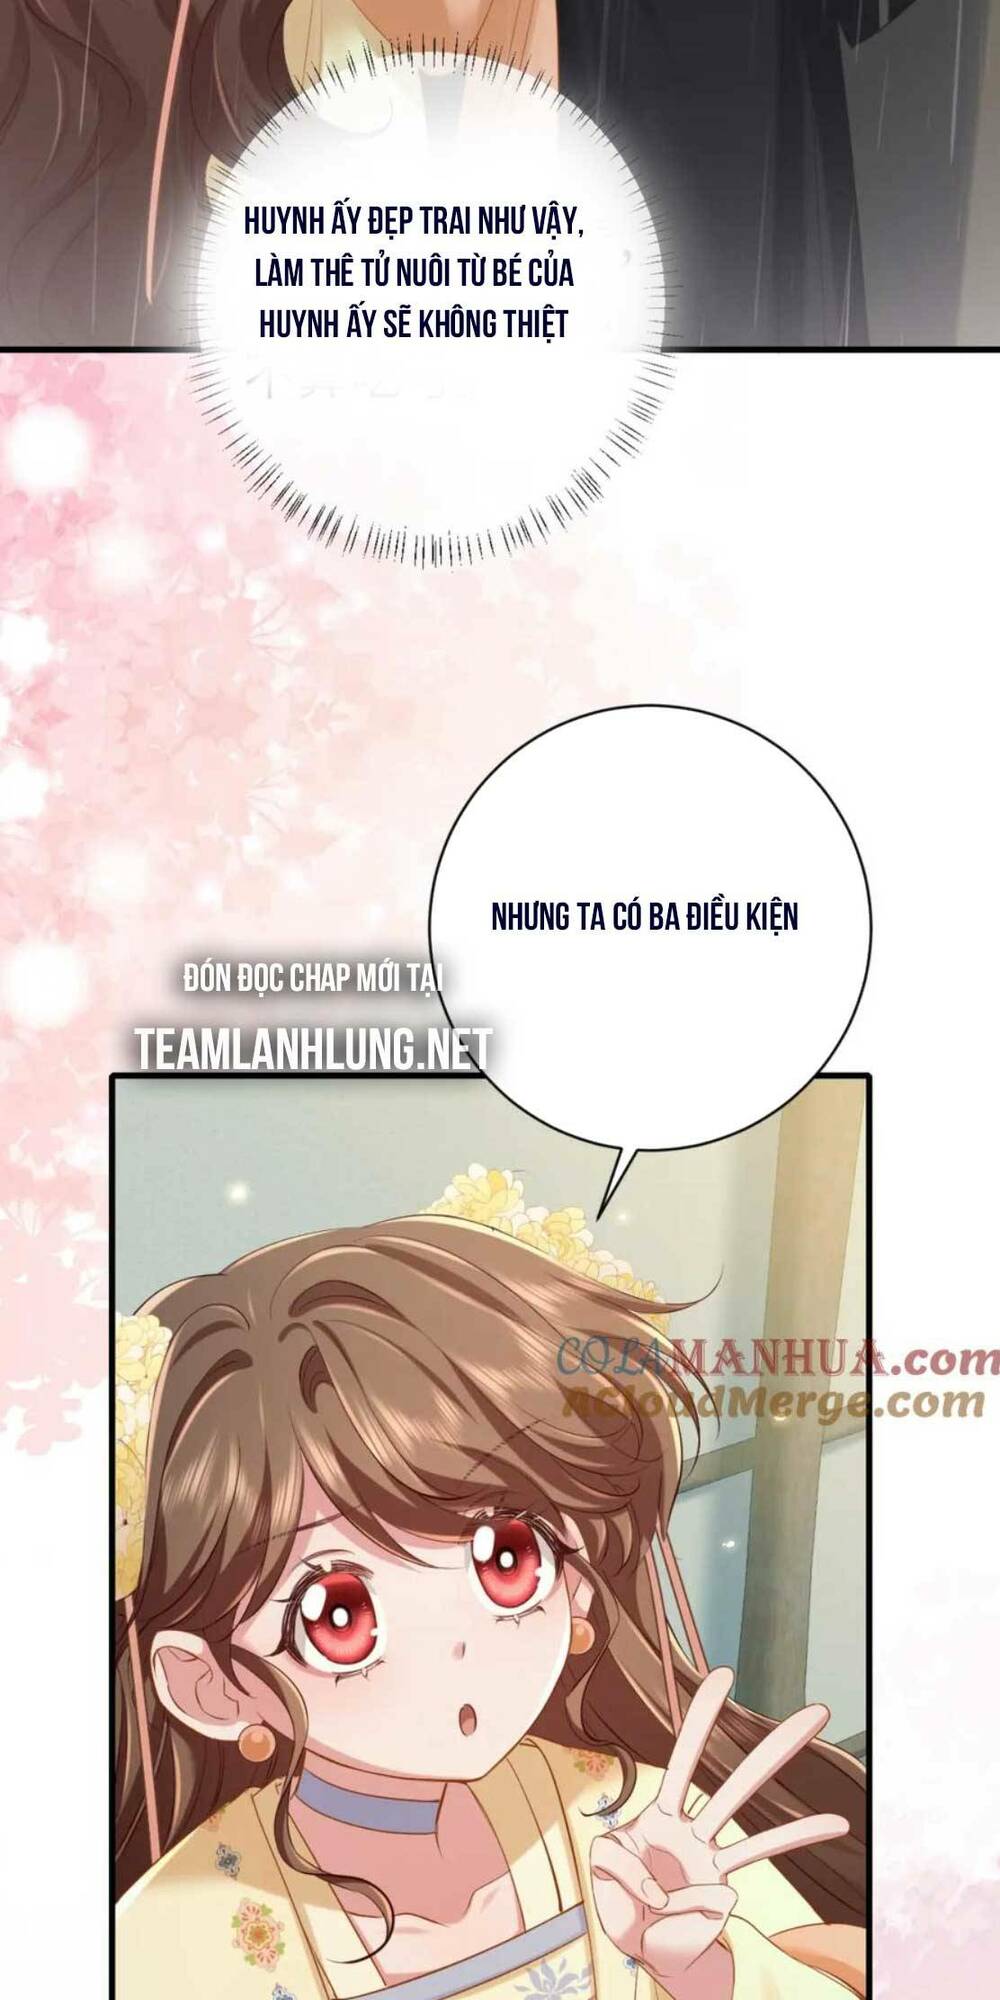 HUYNH ẤY ĐẸP TRAI NHƯ VẬY,
LÀM THÊ TỬ NUÔI TỪ BÉ CỦA
HUYNH ẤY SẼ KHÔNG THIỆT
NHƯNG TA CÓ BA ĐIỀU KIỆN
ĐÓN ĐỌC CHAP MỚI TẠI
TEAMLANHLUNG.NET
COLAMANHUA.com
AcloudMerge.com